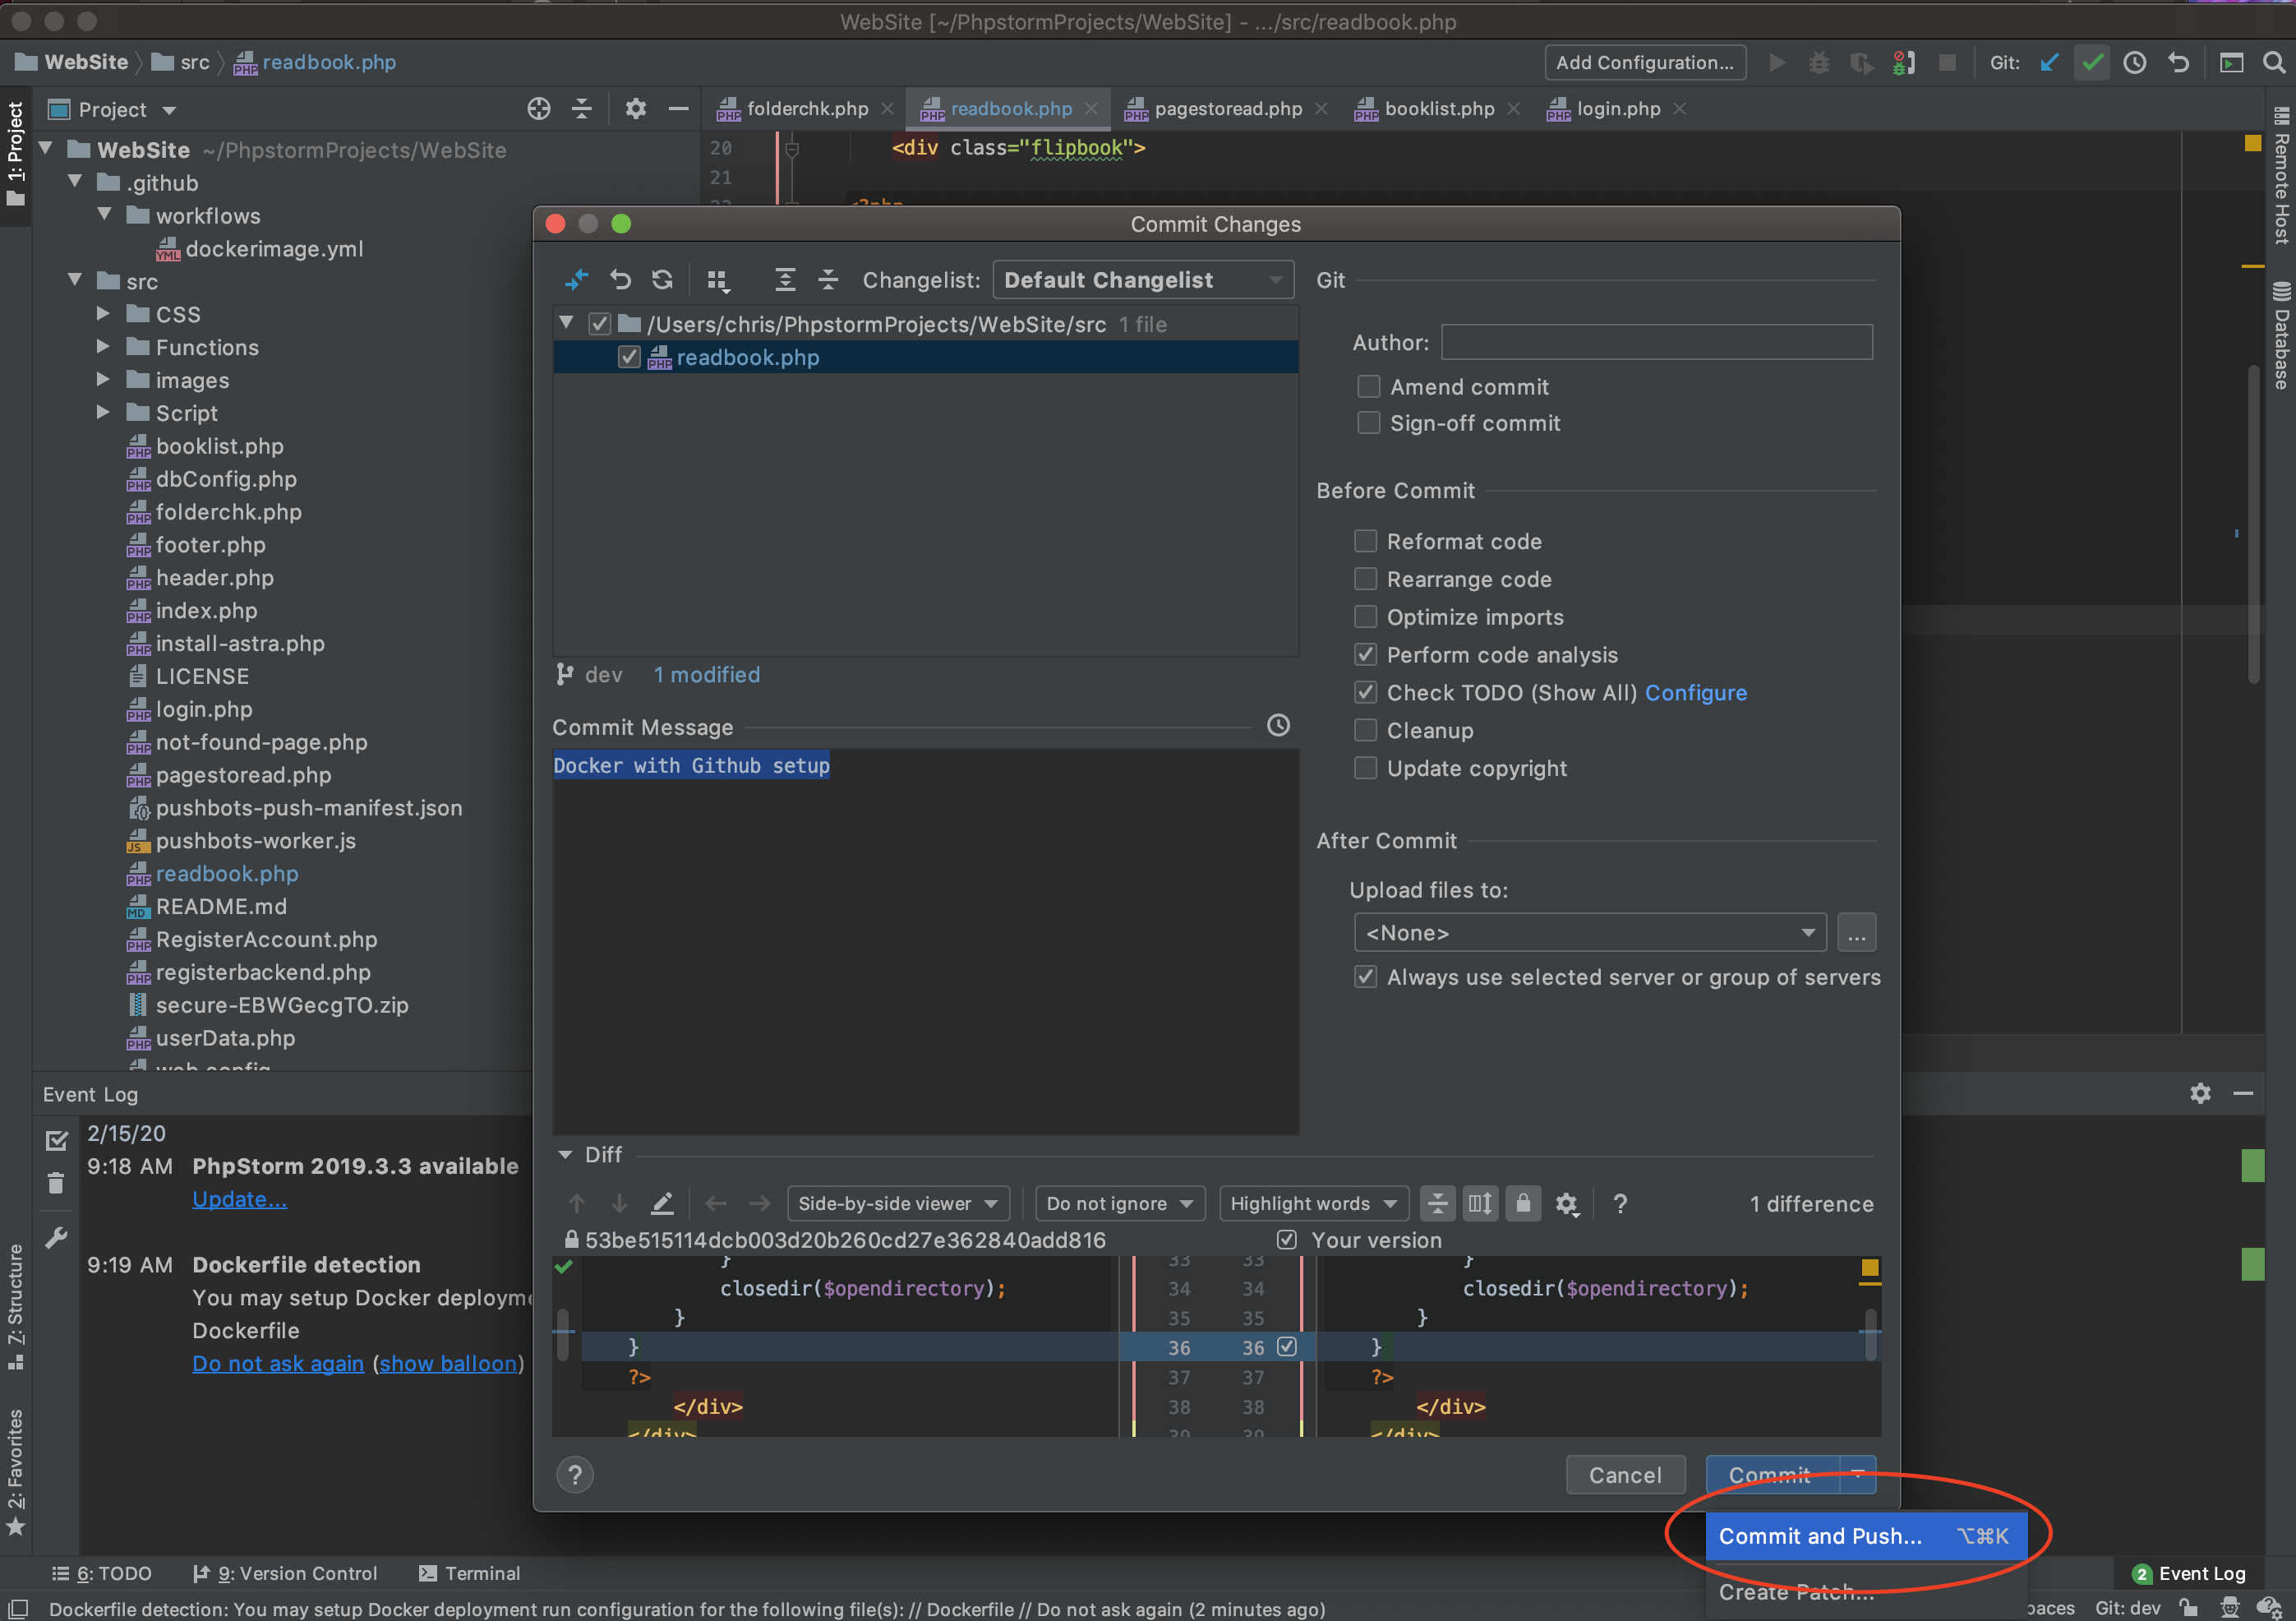 WebSite [~/PhpstormProjects/WebSite] - .../src/readbook.php
WebSite src readbook.php Add Configuration... Git:
1: Project
Project
folderchk.php readbook.php pagestoread.php booklist.php login.php
Remote Host
Database
WebSite ~/PhpstormProjects/WebSite
.github
workflows
dockerimage.yml
src
CSS
Functions
images
Script
booklist.php
dbConfig.php
folderchk.php
footer.php
header.php
index.php
install-astra.php
LICENSE
login.php
not-found-page.php
pagestoread.php
pushbots-push-manifest.json
pushbots-worker.js
readbook.php
README.md
RegisterAccount.php
registerbackend.php
secure-EBWGecgTO.zip
userData.php
web.config
20 <div class="flipbook">
21
22 <?php
Commit Changes
Changelist: Default Changelist
/Users/chris/PhpstormProjects/WebSite/src 1 file
readbook.php
dev 1 modified
Commit Message
Docker with Github setup
Git
Author:
Amend commit
Sign-off commit
Before Commit
Reformat code
Rearrange code
Optimize imports
Perform code analysis
Check TODO (Show All) Configure
Cleanup
Update copyright
After Commit
Upload files to:
<None> ...
Always use selected server or group of servers
Diff
Side-by-side viewer Do not ignore Highlight words ? 1 difference
53be515114dcb003d20b260cd27e362840add816 Your version
} 33 33 }
closedir($opendirectory); 34 34 closedir($opendirectory);
} 35 35 }
} 36 36 }
?> 37 37 ?>
</div> 38 38 </div>
</div> 39 39 </div>
? Cancel Commit
Commit and Push... ⌥⌘K
Create Patch...
Event Log
2/15/20
9:18 AM PhpStorm 2019.3.3 available
Update...
9:19 AM Dockerfile detection
You may setup Docker deployme
Dockerfile
Do not ask again (show balloon)
Z: Structure
2: Favorites
6: TODO 9: Version Control Terminal 2 Event Log
Dockerfile detection: You may setup Docker deployment run configuration for the following file(s): // Dockerfile // Do not ask again (2 minutes ago) paces Git: dev